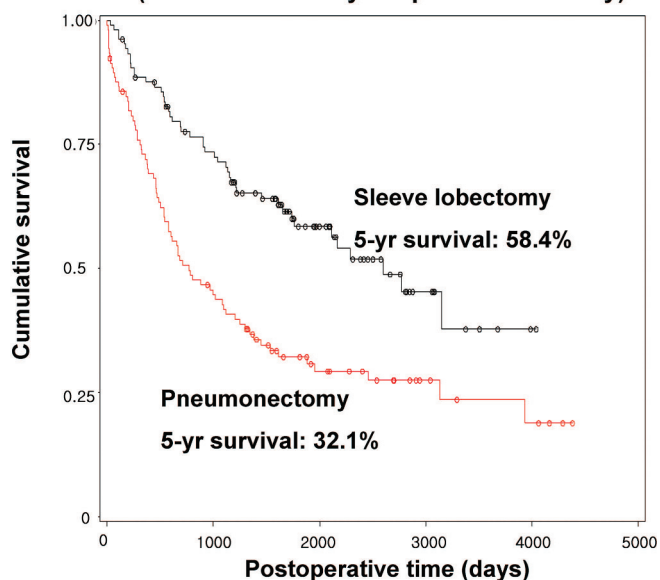 1.00
0.75
0.5
0.25
0
Cumulative survival
Sleeve lobectomy
5-yr survival: 58.4%
Pneumonectomy
5-yr survival: 32.1%
0 1000 2000 3000 4000 5000
Postoperative time (days)